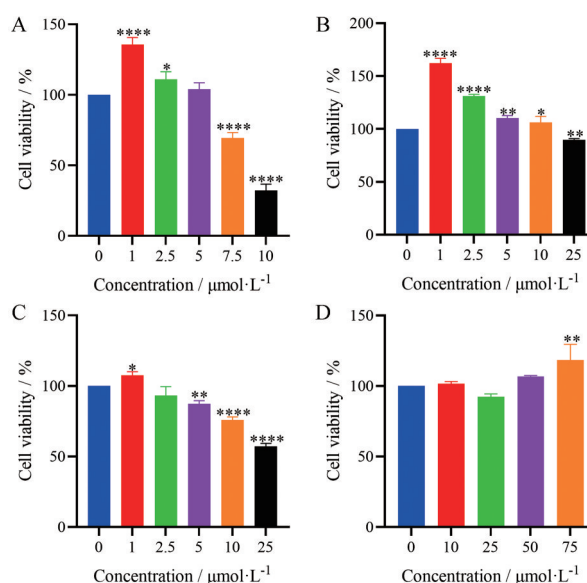 A
150
100
50
0
Cell viability / %
****
*
****
****
0 1 2.5 5 7.5 10
Concentration / μmol·L⁻¹
B
200
150
100
50
0
Cell viability / %
****
****
**
*
**
0 1 2.5 5 10 25
Concentration / μmol·L⁻¹
C
150
100
50
0
Cell viability / %
*
**
****
****
0 1 2.5 5 10 25
Concentration / μmol·L⁻¹
D
150
100
50
0
Cell viability / %
**
0 10 25 50 75
Concentration / μmol·L⁻¹